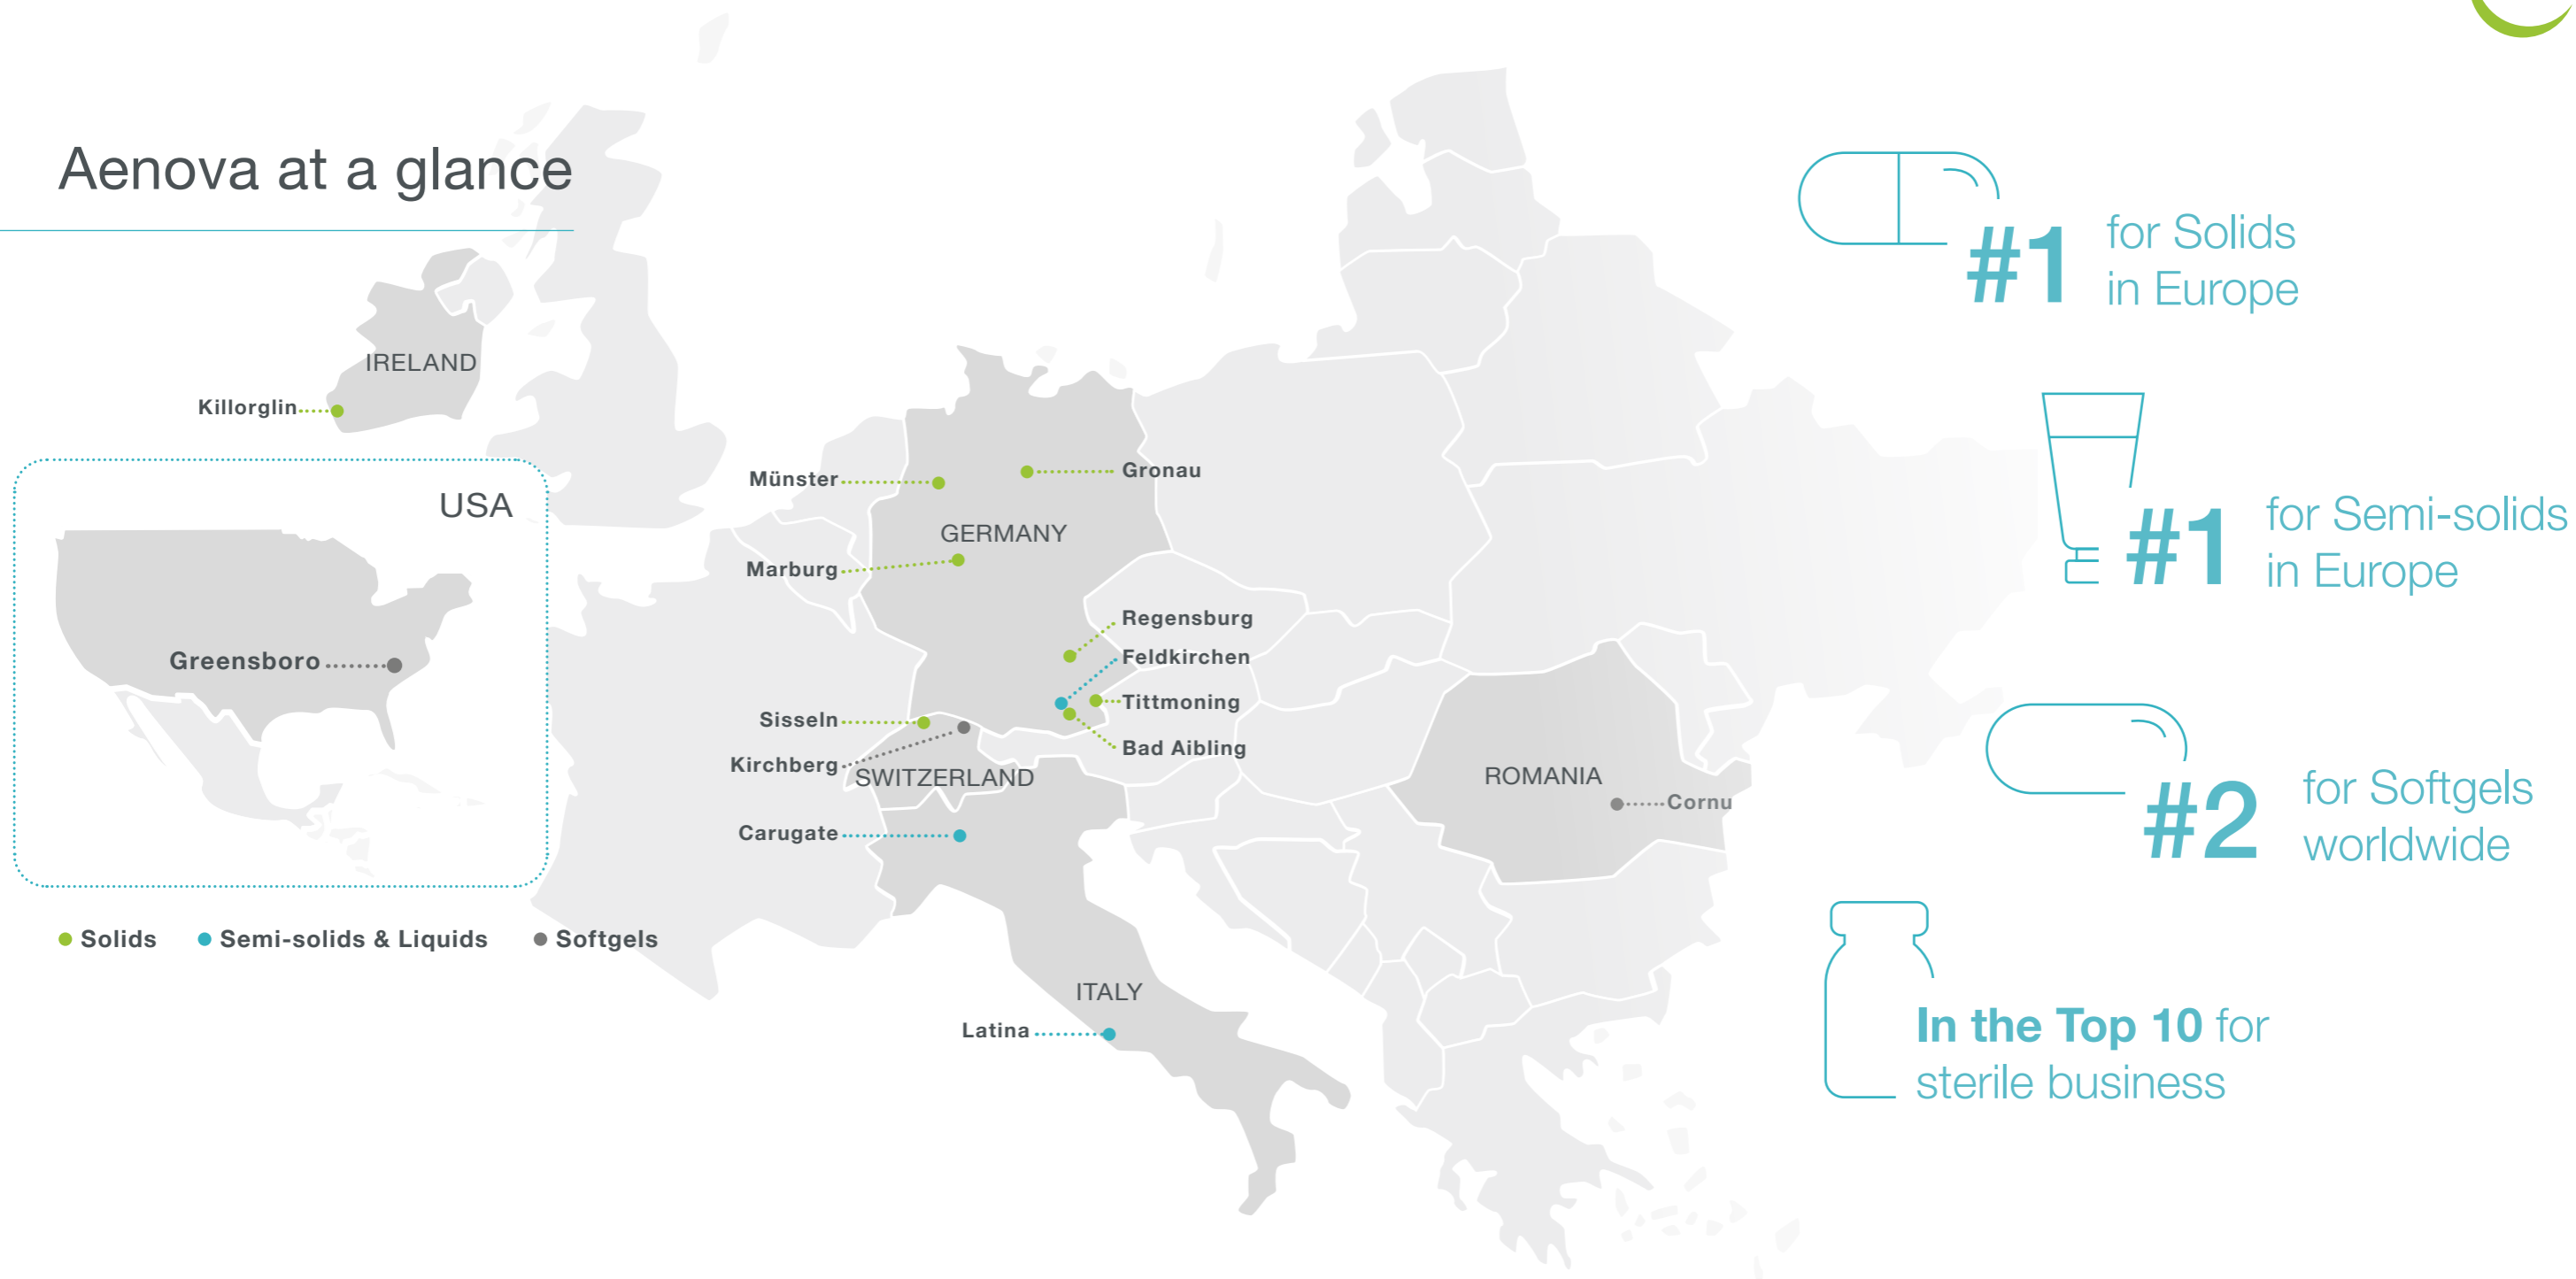 Aenova at a glance
IRELAND
Killorglin
USA
Greensboro
Solids
Semi-solids & Liquids
Softgels
Münster
Gronau
GERMANY
Marburg
Regensburg
Feldkirchen
Tittmoning
Bad Aibling
Sisseln
Kirchberg
SWITZERLAND
Carugate
ITALY
Latina
ROMANIA
Cornu
#1 for Solids
in Europe
#1 for Semi-solids
in Europe
#2 for Softgels
worldwide
In the Top 10 for
sterile business